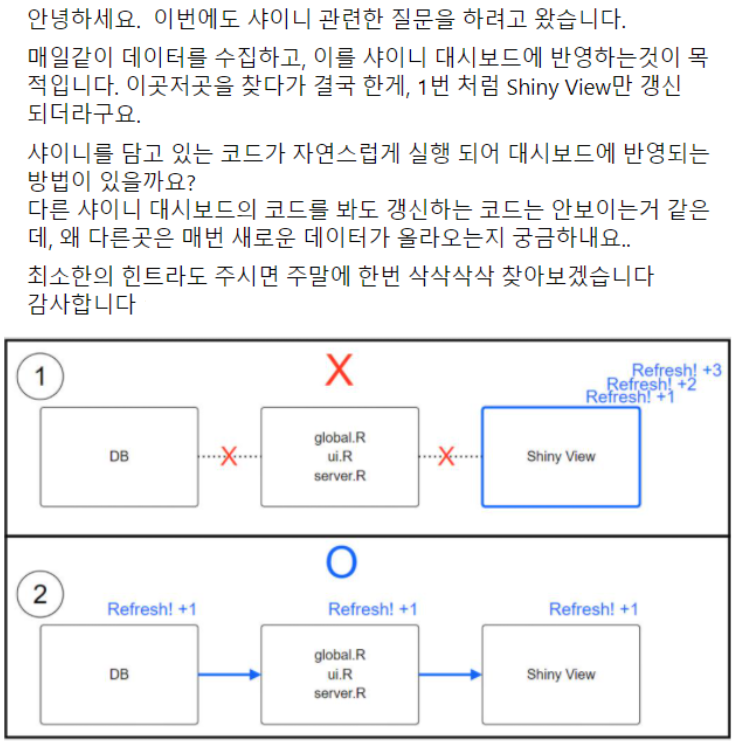 안녕하세요. 이번에도 샤이니 관련한 질문을 하려고 왔습니다.
매일같이 데이터를 수집하고, 이를 샤이니 대시보드에 반영하는것이 목
적입니다. 이곳저곳을 찾다가 결국 한게, 1번 처럼 Shiny View만 갱신
되더라구요.
샤이니를 담고 있는 코드가 자연스럽게 실행 되어 대시보드에 반영되는
방법이 있을까요?
다른 샤이니 대시보드의 코드를 봐도 갱신하는 코드는 안보이는거 같은
데, 왜 다른곳은 매번 새로운 데이터가 올라오는지 궁금하내요..
최소한의 힌트라도 주시면 주말에 한번 삭삭삭삭 찾아보겠습니다
감사합니다
1
X
Refresh! +3
Refresh! +2
Refresh! +1
DB
X
global.R
ui.R
server.R
X
Shiny View
2
O
Refresh! +1
Refresh! +1
Refresh! +1
DB
global.R
ui.R
server.R
Shiny View